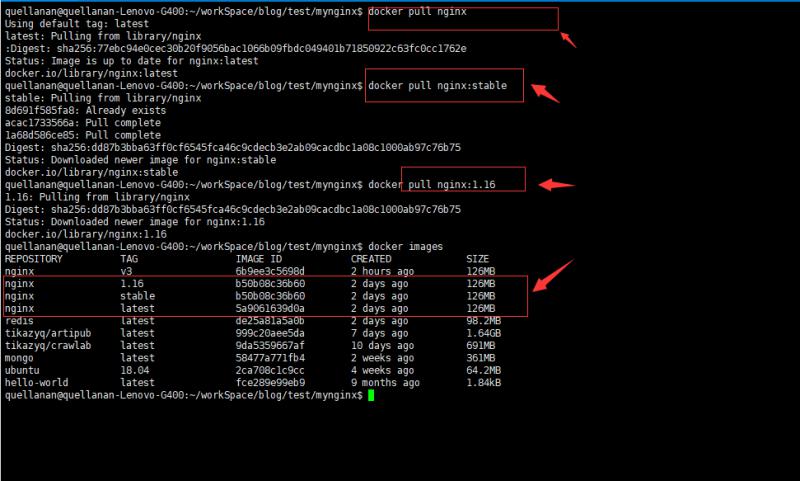 quellanan@quellanan-Lenovo-G400:~/workSpace/blog/test/mynginx$ docker pull nginx
Using default tag: latest
latest: Pulling from library/nginx
:Digest: sha256:77ebc94e0cec30b20f9056bac1066b09fbdc049401b71850922c63fc0cc1762e
Status: Image is up to date for nginx:latest
docker.io/library/nginx:latest
quellanan@quellanan-Lenovo-G400:~/workSpace/blog/test/mynginx$ docker pull nginx:stable
stable: Pulling from library/nginx
8d691f585fa8: Already exists
acac1733566a: Pull complete
1a68d586ce85: Pull complete
Digest: sha256:dd87b3bba63ff0cf6545fca46c9cdecb3e2ab09cacdbc1a08c1000ab97c76b75
Status: Downloaded newer image for nginx:stable
docker.io/library/nginx:stable
quellanan@quellanan-Lenovo-G400:~/workSpace/blog/test/mynginx$ docker pull nginx:1.16
1.16: Pulling from library/nginx
Digest: sha256:dd87b3bba63ff0cf6545fca46c9cdecb3e2ab09cacdbc1a08c1000ab97c76b75
Status: Downloaded newer image for nginx:1.16
docker.io/library/nginx:1.16
quellanan@quellanan-Lenovo-G400:~/workSpace/blog/test/mynginx$ docker images
REPOSITORY TAG IMAGE ID CREATED SIZE
nginx v3 6b9ee3c5698d 2 hours ago 126MB
nginx 1.16 b50b08c36b60 2 days ago 126MB
nginx stable b50b08c36b60 2 days ago 126MB
nginx latest 5a9061639d0a 2 days ago 126MB
redis latest de25a81a5a0b 2 days ago 98.2MB
tikazyq/artipub latest 999c20aee5da 7 days ago 1.64GB
tikazyq/crawlab latest 9da5359667af 10 days ago 691MB
mongo latest 58477a771fb4 2 weeks ago 361MB
ubuntu 18.04 2ca708c1c9cc 4 weeks ago 64.2MB
hello-world latest fce289e99eb9 9 months ago 1.84kB
quellanan@quellanan-Lenovo-G400:~/workSpace/blog/test/mynginx$